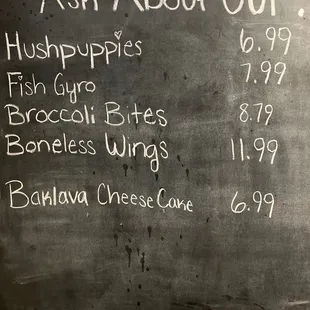 Ask About Our
Hushpuppies 6.99
Fish Gyro 7.99
Broccoli Bites 8.79
Boneless Wings 11.99
Baklava Cheese Cake 6.99